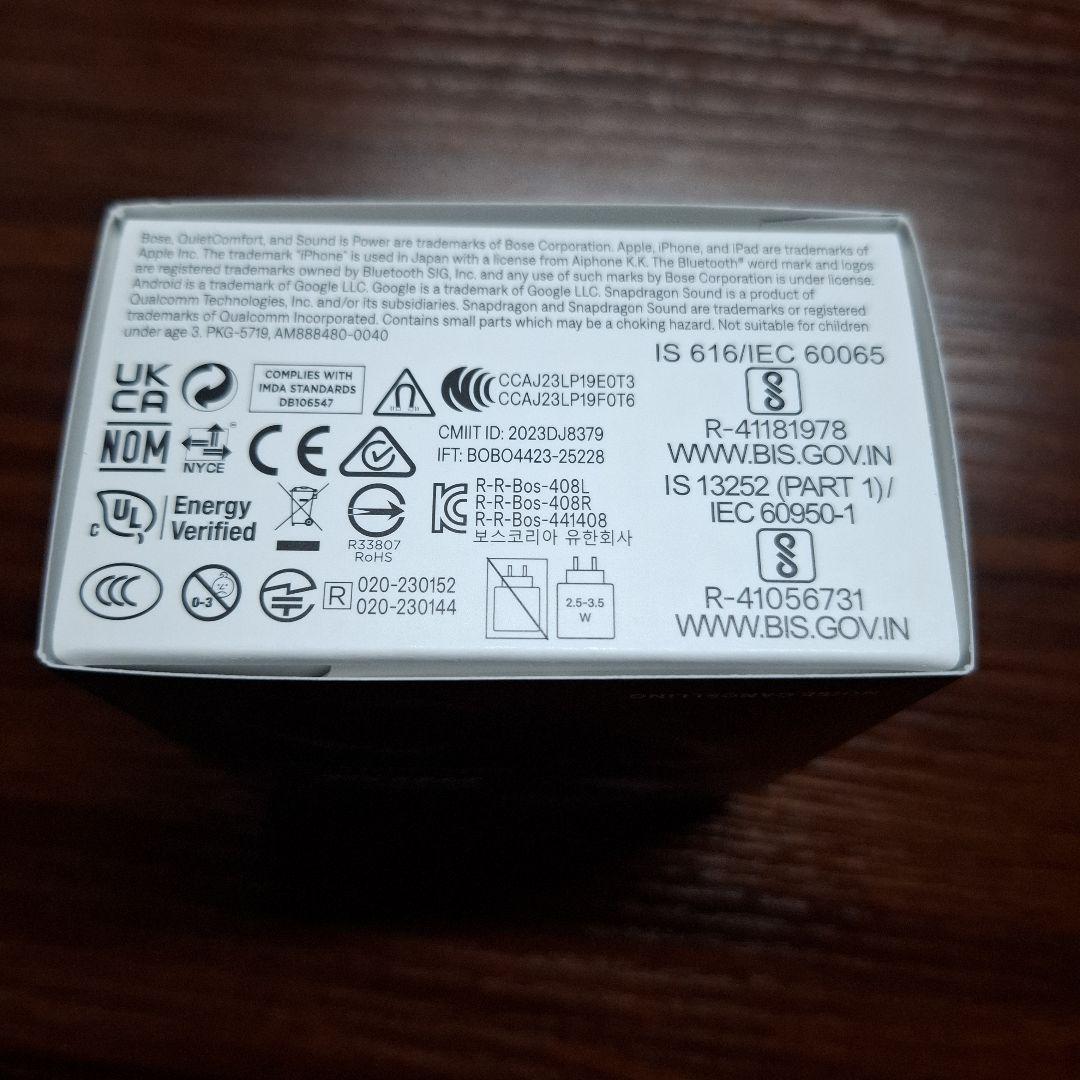 Bose, QuietComfort, and Sound is Power are trademarks of Bose Corporation. Apple, iPhone, and iPad are trademarks of
Apple Inc. The trademark "iPhone" is used in Japan with a license from Aiphone K.K. The Bluetooth® word mark and logos
are registered trademarks owned by Bluetooth SIG, Inc. and any use of such marks by Bose Corporation is under license.
Android is a trademark of Google LLC. Google is a trademark of Google LLC. Snapdragon Sound is a product of
Qualcomm Technologies, Inc. and/or its subsidiaries. Snapdragon and Snapdragon Sound are trademarks or registered
trademarks of Qualcomm Incorporated. Contains small parts which may be a choking hazard. Not suitable for children
under age 3. PKG-5719, AM888480-0040
UK
CA
COMPLIES WITH
IMDA STANDARDS
DB106547
CCAJ23LP19E0T3
CCAJ23LP19F0T6
NOM
NYCE
CE
CMIIT ID: 2023DJ8379
IFT: BOBO4423-25228
C UL
Energy
Verified
R33807
RoHS
R-R-Bos-408L
R-R-Bos-408R
R-R-Bos-441408
보스코리아 유한회사
CCC
0-3
R
020-230152
020-230144
2.5-3.5
W
IS 616/IEC 60065
R-41181978
WWW.BIS.GOV.IN
IS 13252 (PART 1)/
IEC 60950-1
R-41056731
WWW.BIS.GOV.IN
NOISE CANCELLING